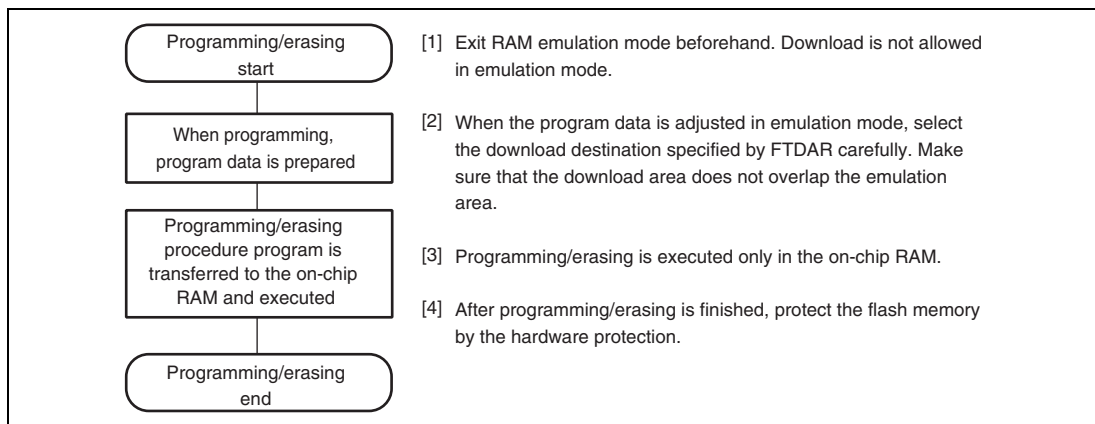 Programming/erasing
start
When programming,
program data is prepared
Programming/erasing
procedure program is
transferred to the on-chip
RAM and executed
Programming/erasing
end
[1] Exit RAM emulation mode beforehand. Download is not allowed
in emulation mode.
[2] When the program data is adjusted in emulation mode, select
the download destination specified by FTDAR carefully. Make
sure that the download area does not overlap the emulation
area.
[3] Programming/erasing is executed only in the on-chip RAM.
[4] After programming/erasing is finished, protect the flash memory
by the hardware protection.